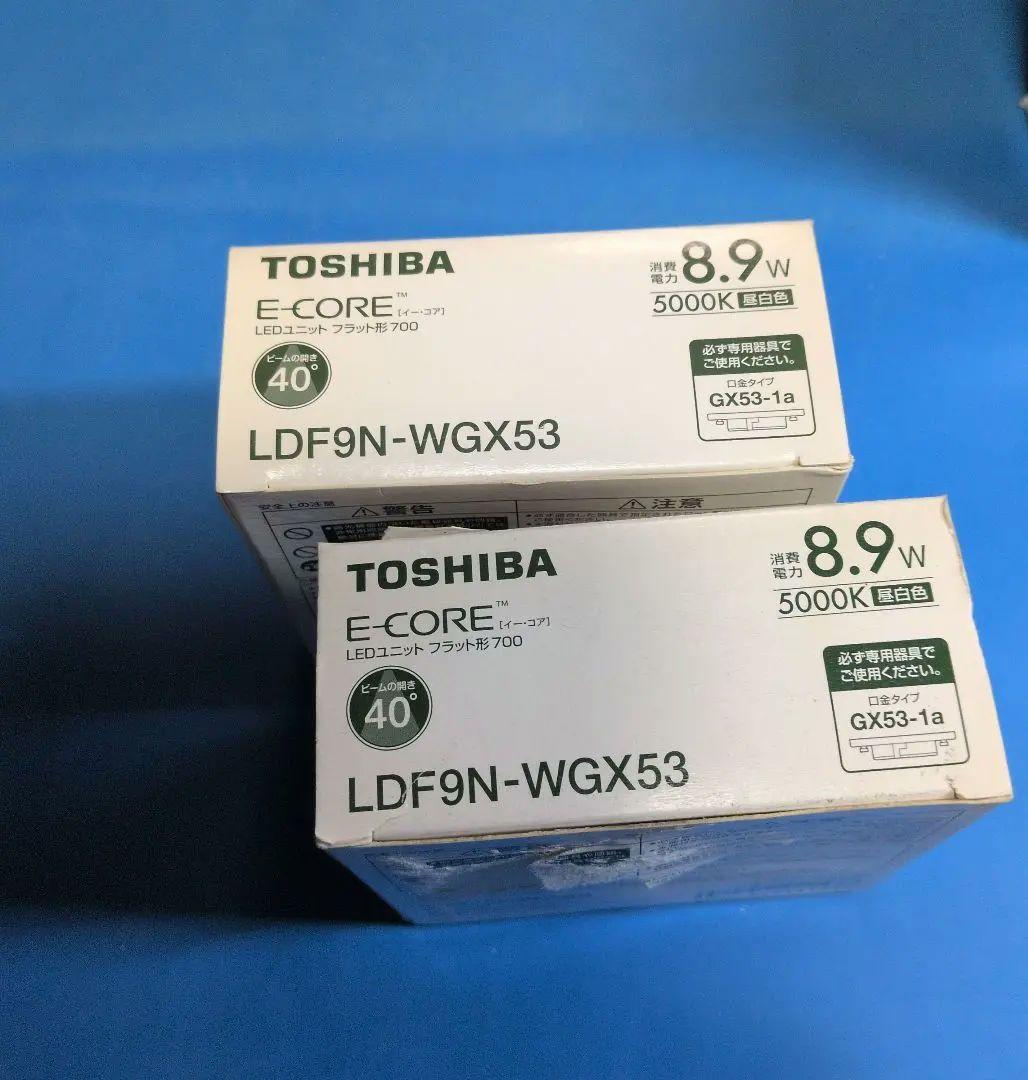 TOSHIBA
E-CORE™ [イー・コア]
LEDユニット フラット形700
ビームの開き
40°
LDF9N-WGX53
消費電力 8.9W
5000K 昼白色
必ず専用器具で
ご使用ください。
口金タイプ
GX53-1a
安全上の注意
警告
注意
TOSHIBA
E-CORE™ [イー・コア]
LEDユニット フラット形700
ビームの開き
40°
LDF9N-WGX53
消費電力 8.9W
5000K 昼白色
必ず専用器具で
ご使用ください。
口金タイプ
GX53-1a